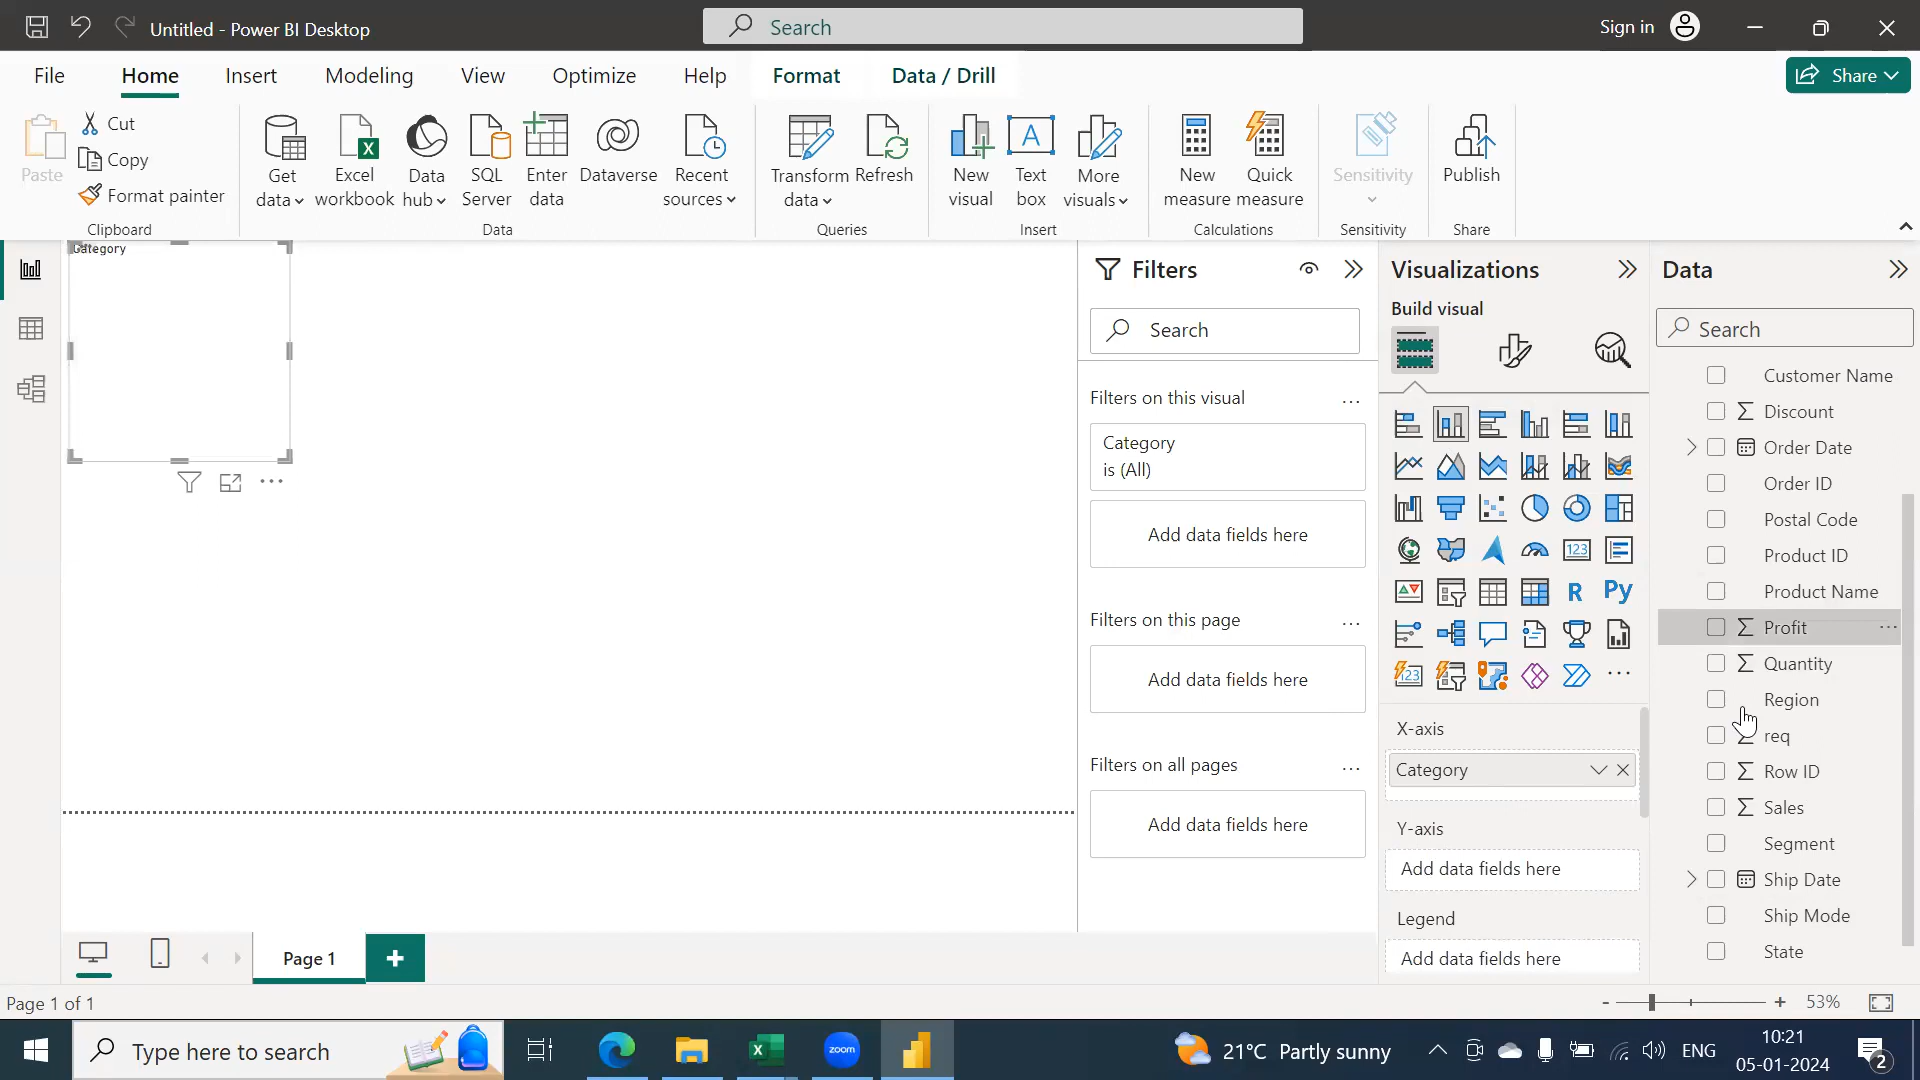 Untitled - Power BI Desktop
Search
Sign in
File
Home
Insert
Modeling
View
Optimize
Help
Format
Data / Drill
Share
Paste
Cut
Copy
Format painter
Clipboard
Get data
Excel workbook
Data hub
SQL Server
Enter data
Dataverse
Recent sources
Data
Transform data
Refresh
Queries
New visual
Text box
More visuals
Insert
New measure
Quick measure
Calculations
Sensitivity
Sensitivity
Publish
Share
Category
Filters
Search
Filters on this visual
...
Category
is (All)
Add data fields here
Filters on this page
...
Add data fields here
Filters on all pages
...
Add data fields here
Visualizations
Build visual
123
R
Py
123
...
X-axis
Category
Y-axis
Add data fields here
Legend
Add data fields here
Data
Search
Customer Name
Σ Discount
Order Date
Order ID
Postal Code
Product ID
Product Name
Σ Profit
...
Σ Quantity
Region
Σ req
Σ Row ID
Σ Sales
Segment
Ship Date
Ship Mode
State
Page 1
+
Page 1 of 1
- + 53%
Type here to search
zoom
21°C Partly sunny
ENG
10:21
05-01-2024
2